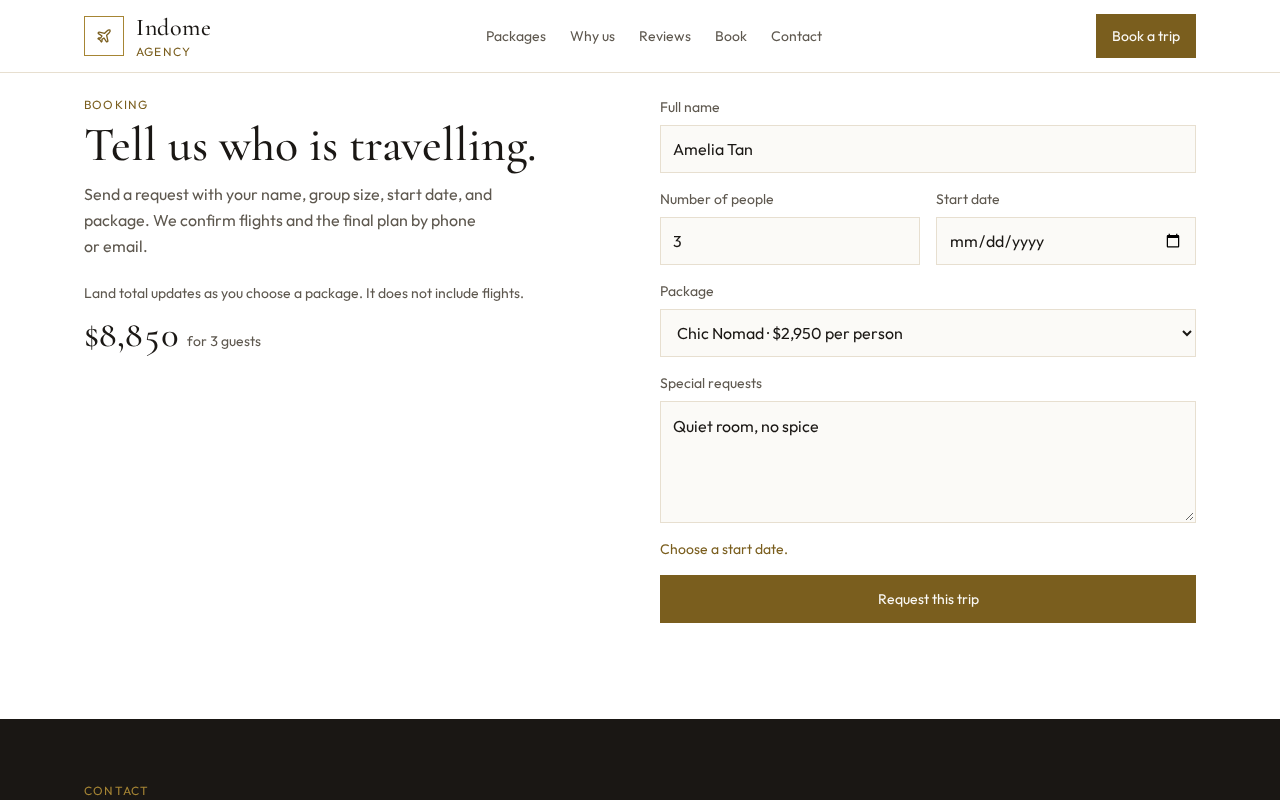 Indome
AGENCY
Packages Why us Reviews Book Contact
Book a trip
BOOKING
Tell us who is travelling.
Send a request with your name, group size, start date, and
package. We confirm flights and the final plan by phone
or email.
Land total updates as you choose a package. It does not include flights.
$8,850 for 3 guests
Full name
Amelia Tan
Number of people Start date
3 mm/dd/yyyy
Package
Chic Nomad · $2,950 per person
Special requests
Quiet room, no spice
Choose a start date.
Request this trip
CONTACT